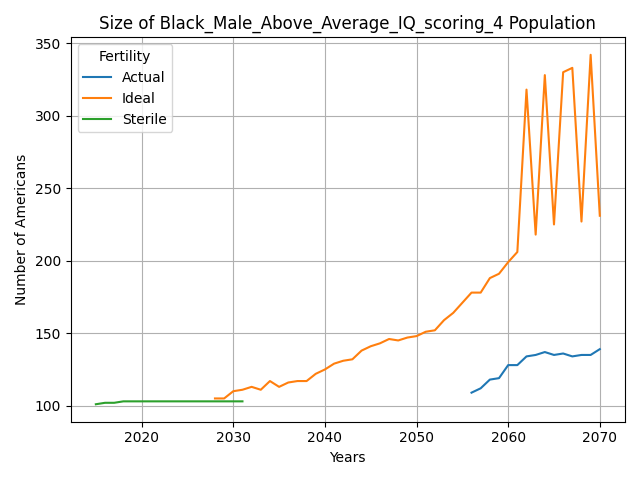 Size of Black_Male_Above_Average_IQ_scoring_4 Population
Fertility
Actual
Ideal
Sterile
Number of Americans
350
300
250
200
150
100
2020 2030 2040 2050 2060 2070
Years